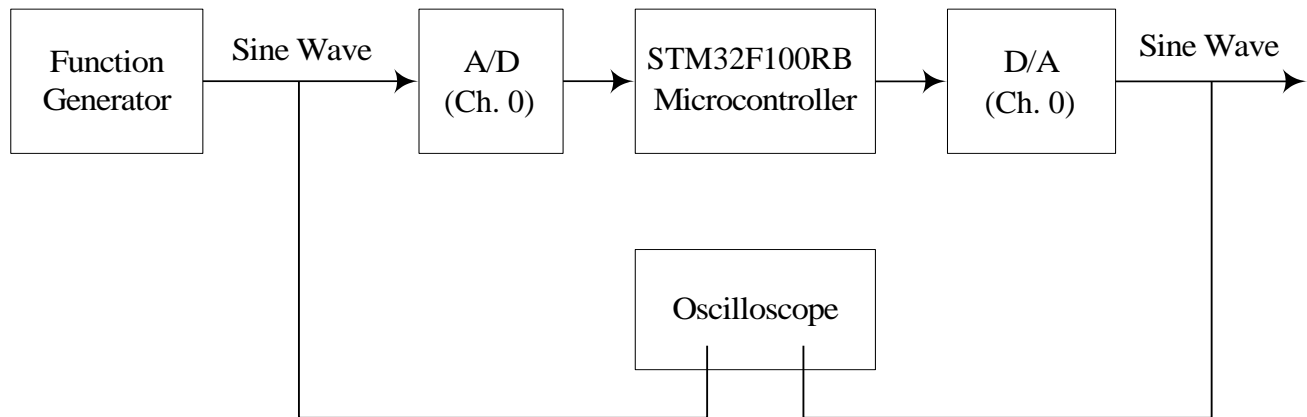 Function
Generator
Sine Wave
A/D
(Ch. 0)
STM32F100RB
Microcontroller
D/A
(Ch. 0)
Sine Wave
Oscilloscope